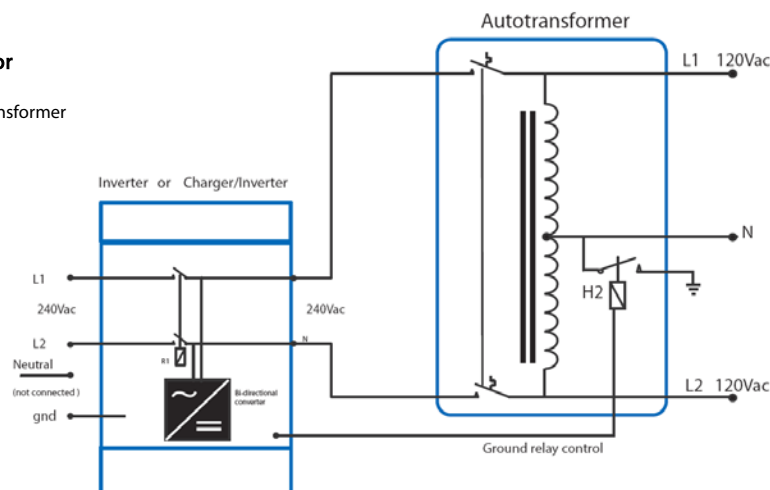 Autotransformer
L1 120Vac
or
nsformer
Inverter or Charger/Inverter
N
L1
H2
240Vac
240Vac
L2
N
R1
Neutral
L2 120Vac
(not connected )
Bi-directional
converter
gnd
Ground relay control